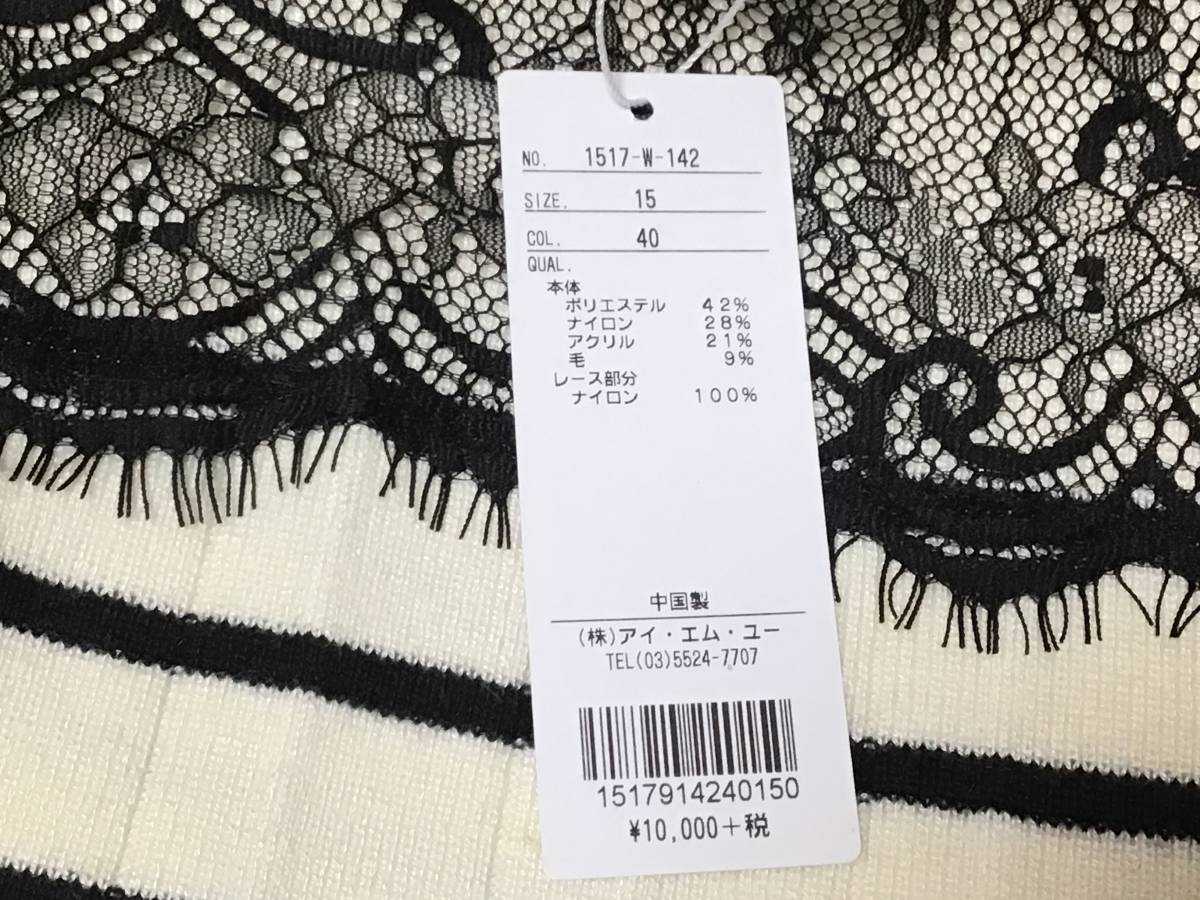 NO. 1517-W-142
SIZE. 15
COL. 40
QUAL.
本体
ポリエステル 42%
ナイロン 28%
アクリル 21%
毛 9%
レース部分
ナイロン 100%
中国製
(株)アイ・エム・ユー
TEL(03)5524-7707
1517914240150
¥10,000+税